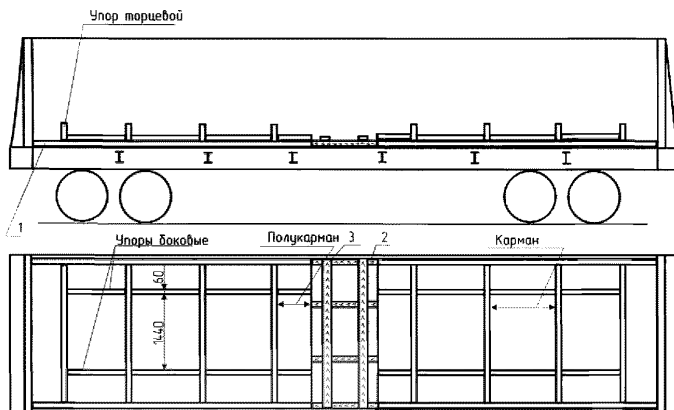 Упор торцевой
1
Упоры боковые
Полукарман
3
2
Карман
60
1440